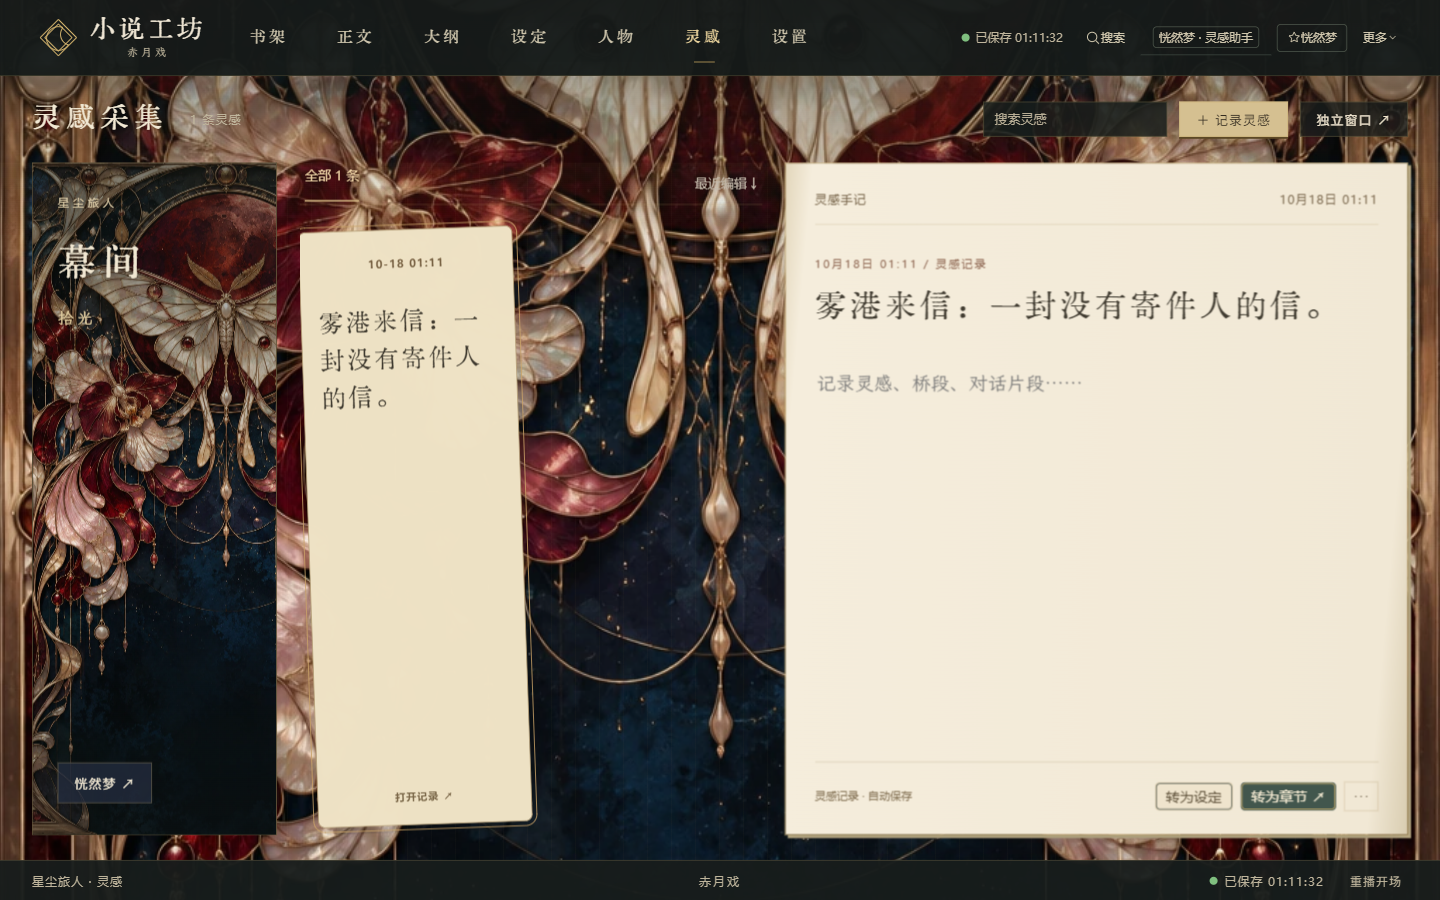 小说工坊
赤月戏
书架 正文 大纲 设定 人物 灵感 设置
已保存 01:11:32 搜索 恍然梦 · 灵感助手 ☆恍然梦 更多
灵感采集 1 条灵感
搜索灵感 ＋ 记录灵感 独立窗口 ↗
星尘旅人
幕间
拾光
恍然梦 ↗
全部 1 条 最近编辑↓
10-18 01:11
雾港来信：一
封没有寄件人
的信。
打开记录 ↗
灵感手记 10月18日 01:11
10月18日 01:11 / 灵感记录
雾港来信：一封没有寄件人的信。
记录灵感、桥段、对话片段……
灵感记录 · 自动保存 转为设定 转为章节 ↗ ···
星尘旅人 · 灵感 赤月戏 已保存 01:11:32 重播开场